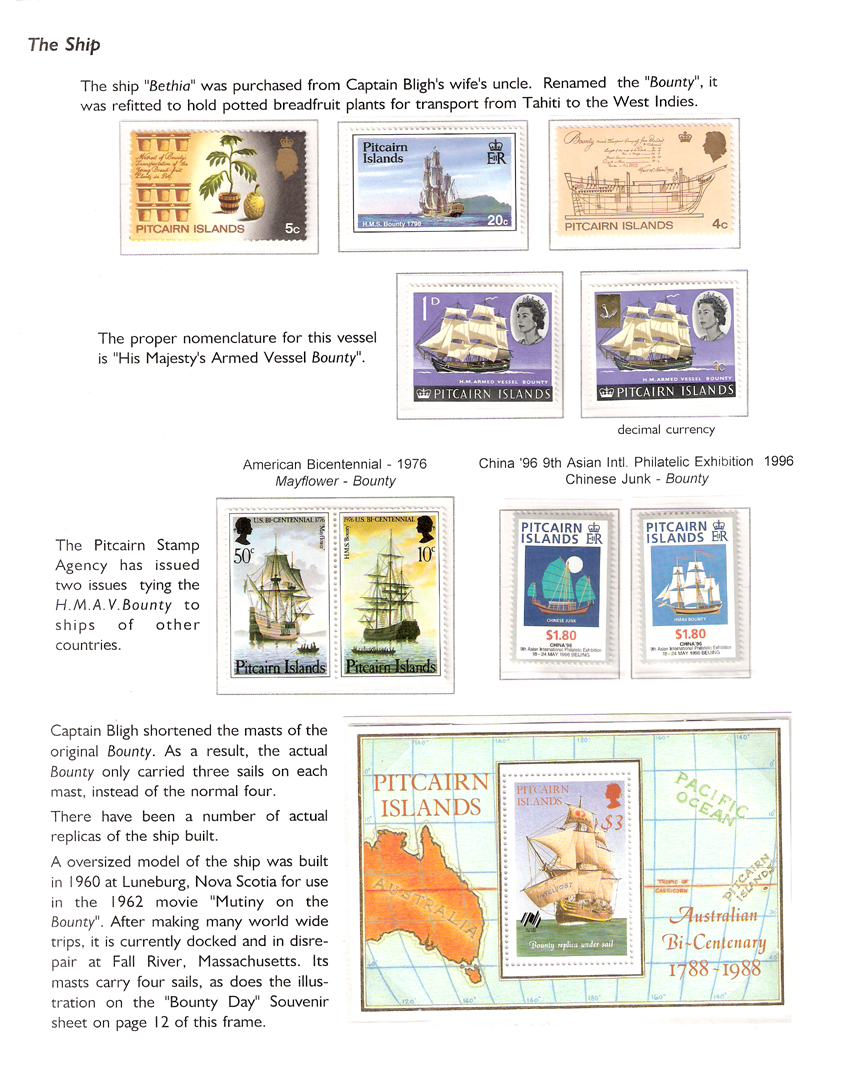 The Ship
The ship "Bethia" was purchased from Captain Bligh's wife's uncle. Renamed the "Bounty", it
was refitted to hold potted breadfruit plants for transport from Tahiti to the West Indies.
PITCAIRN ISLANDS 5c
Pitcairn
Islands
ER
H.M.S. Bounty 1790
20c
Bounty
PITCAIRN ISLANDS 4c
The proper nomenclature for this vessel
is "His Majesty's Armed Vessel Bounty".
1D
H.M. ARMED VESSEL BOUNTY
PITCAIRN ISLANDS
H.M. ARMED VESSEL BOUNTY
PITCAIRN ISLANDS
decimal currency
American Bicentennial - 1976
Mayflower - Bounty
China '96 9th Asian Intl. Philatelic Exhibition 1996
Chinese Junk - Bounty
The Pitcairn Stamp
Agency has issued
two issues tying the
H.M.A.V.Bounty to
ships of other
countries.
U.S. BI-CENTENNIAL 1776
Mayflower
50c
Pitcairn Islands
1976 U.S. BI-CENTENNIAL
H.M.S. Bounty
10c
Pitcairn Islands
PITCAIRN
ISLANDS ER
CHINESE JUNK
$1.80
CHINA'96
9th Asian International Philatelic Exhibition
18 - 24 MAY 1996 BEIJING
PITCAIRN
ISLANDS ER
HMAV BOUNTY
$1.80
CHINA'96
9th Asian International Philatelic Exhibition
18 - 24 MAY 1996 BEIJING
Captain Bligh shortened the masts of the
original Bounty. As a result, the actual
Bounty only carried three sails on each
mast, instead of the normal four.
There have been a number of actual
replicas of the ship built.
A oversized model of the ship was built
in 1960 at Luneburg, Nova Scotia for use
in the 1962 movie "Mutiny on the
Bounty". After making many world wide
trips, it is currently docked and in disre-
pair at Fall River, Massachusetts. Its
masts carry four sails, as does the illus-
tration on the "Bounty Day" Souvenir
sheet on page 12 of this frame.
PITCAIRN
ISLANDS
AUSTRALIA
PITCAIRN
ISLANDS
$3
Bounty replica under sail
PACIFIC
OCEAN
TROPIC OF
CAPRICORN
PITCAIRN
ISLANDS
Australian
Bi-Centenary
1788-1988
120° 140° 160° 160° 140°